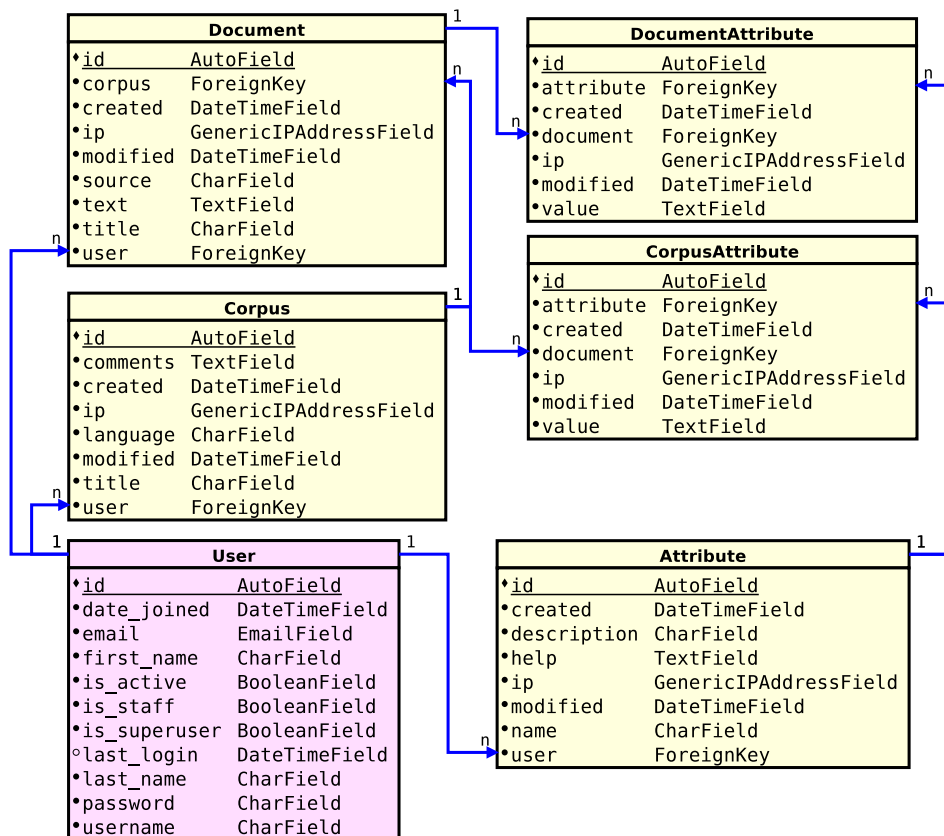 Document
id AutoField
corpus ForeignKey
created DateTimeField
ip GenericIPAddressField
modified DateTimeField
source CharField
text TextField
title CharField
user ForeignKey
1
n
n
n
DocumentAttribute
id AutoField
attribute ForeignKey
created DateTimeField
document ForeignKey
ip GenericIPAddressField
modified DateTimeField
value TextField
n
Corpus
id AutoField
comments TextField
created DateTimeField
ip GenericIPAddressField
language CharField
modified DateTimeField
title CharField
user ForeignKey
1
n
n
CorpusAttribute
id AutoField
attribute ForeignKey
created DateTimeField
document ForeignKey
ip GenericIPAddressField
modified DateTimeField
value TextField
n
1
User
id AutoField
date_joined DateTimeField
email EmailField
first_name CharField
is_active BooleanField
is_staff BooleanField
is_superuser BooleanField
last_login DateTimeField
last_name CharField
password CharField
username CharField
1
n
Attribute
id AutoField
created DateTimeField
description CharField
help TextField
ip GenericIPAddressField
modified DateTimeField
name CharField
user ForeignKey
1